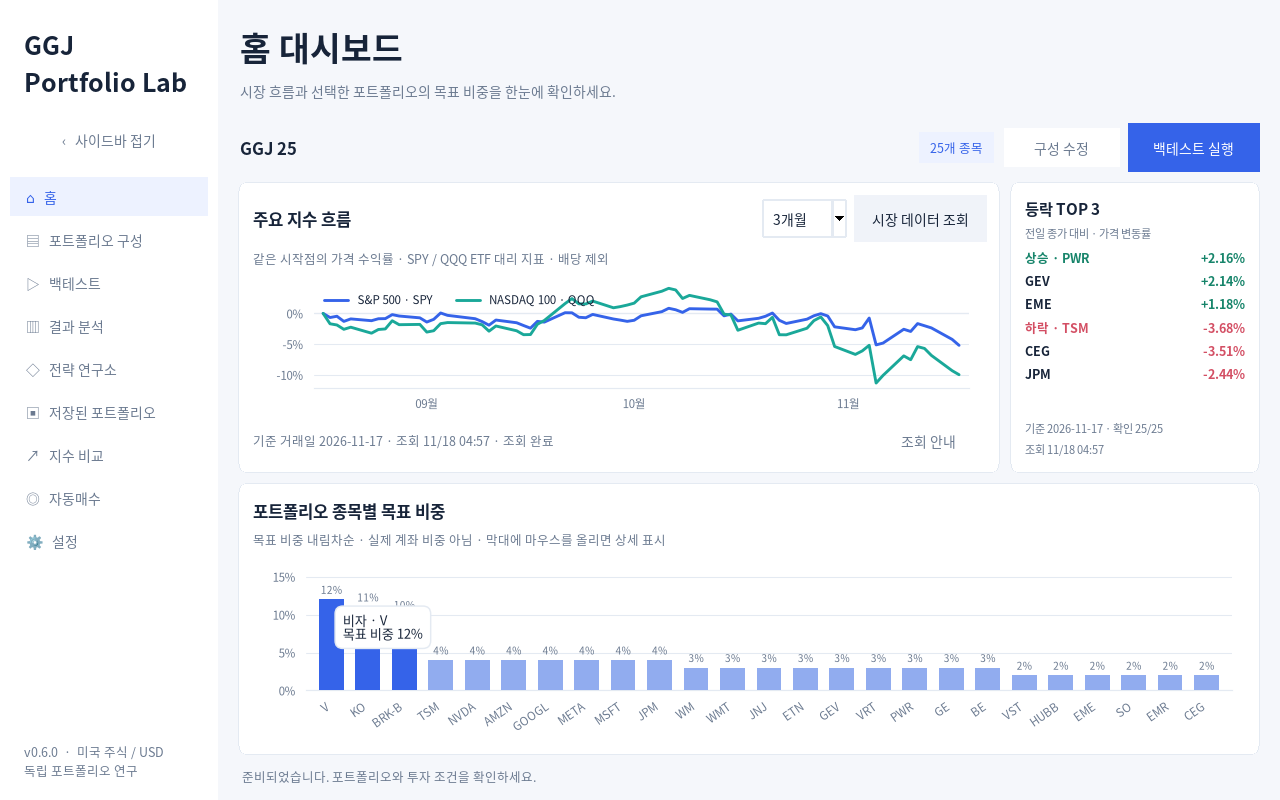 GGJ
Portfolio Lab
‹ 사이드바 접기
홈
포트폴리오 구성
백테스트
결과 분석
전략 연구소
저장된 포트폴리오
지수 비교
자동매수
설정
v0.6.0 · 미국 주식 / USD
독립 포트폴리오 연구
홈 대시보드
시장 흐름과 선택한 포트폴리오의 목표 비중을 한눈에 확인하세요.
GGJ 25
25개 종목
구성 수정
백테스트 실행
주요 지수 흐름
3개월
시장 데이터 조회
같은 시작점의 가격 수익률 · SPY / QQQ ETF 대리 지표 · 배당 제외
S&P 500 · SPY
NASDAQ 100 · QQQ
0%
-5%
-10%
09월
10월
11월
기준 거래일 2026-11-17 · 조회 11/18 04:57 · 조회 완료
조회 안내
등락 TOP 3
전일 종가 대비 · 가격 변동률
상승 · PWR +2.16%
GEV +2.14%
EME +1.18%
하락 · TSM -3.68%
CEG -3.51%
JPM -2.44%
기준 2026-11-17 · 확인 25/25
조회 11/18 04:57
포트폴리오 종목별 목표 비중
목표 비중 내림차순 · 실제 계좌 비중 아님 · 막대에 마우스를 올리면 상세 표시
15%
10%
5%
0%
12% 11% 10% 4% 4% 4% 4% 4% 4% 4% 3% 3% 3% 3% 3% 3% 3% 3% 3% 2% 2% 2% 2% 2% 2%
비자 · V
목표 비중 12%
V KO BRK-B TSM NVDA AMZN GOOGL META MSFT JPM WM WMT JNJ ETN GEV VRT PWR GE BE VST HUBB EME SO EMR CEG
준비되었습니다. 포트폴리오와 투자 조건을 확인하세요.